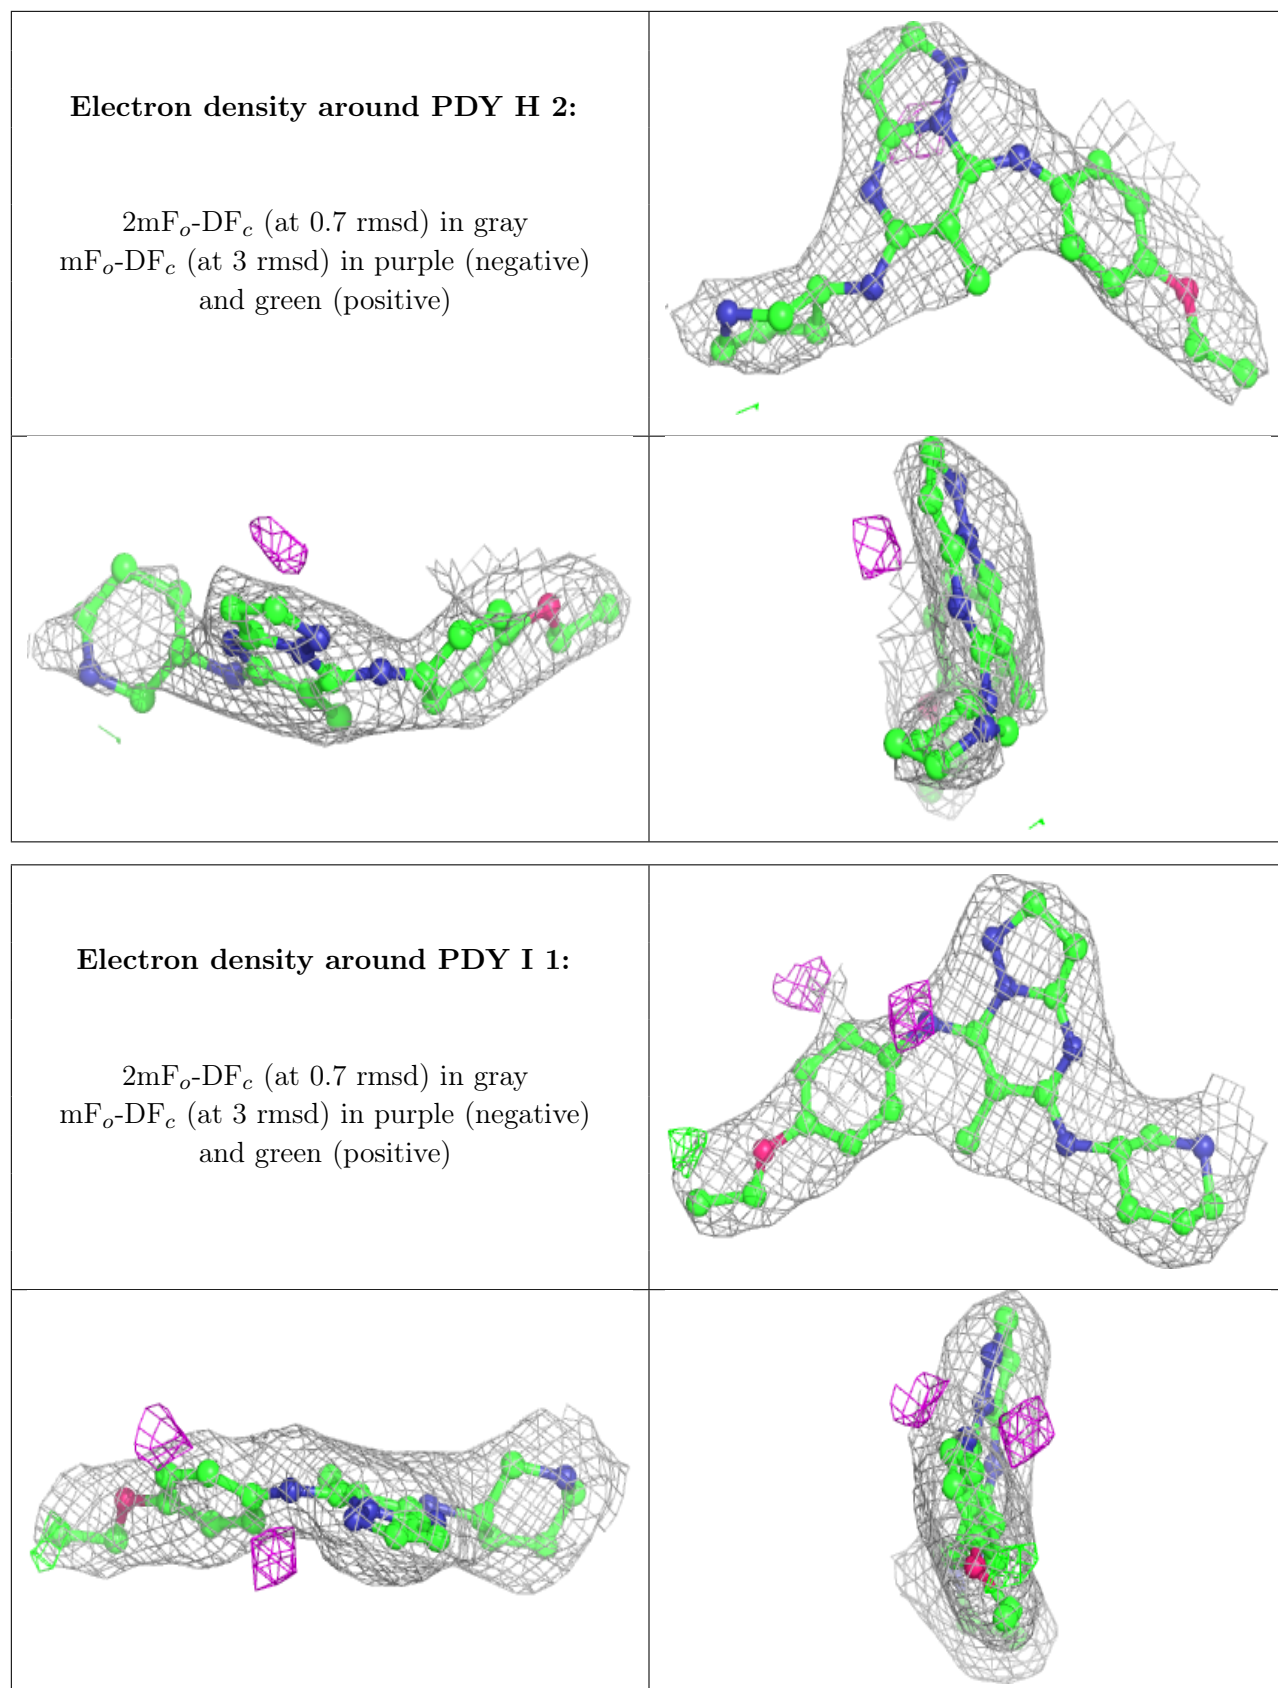 Electron density around PDY H 2:
2mFₒ-DF𝑐 (at 0.7 rmsd) in gray
mFₒ-DF𝑐 (at 3 rmsd) in purple (negative)
and green (positive)
Electron density around PDY I 1:
2mFₒ-DF𝑐 (at 0.7 rmsd) in gray
mFₒ-DF𝑐 (at 3 rmsd) in purple (negative)
and green (positive)